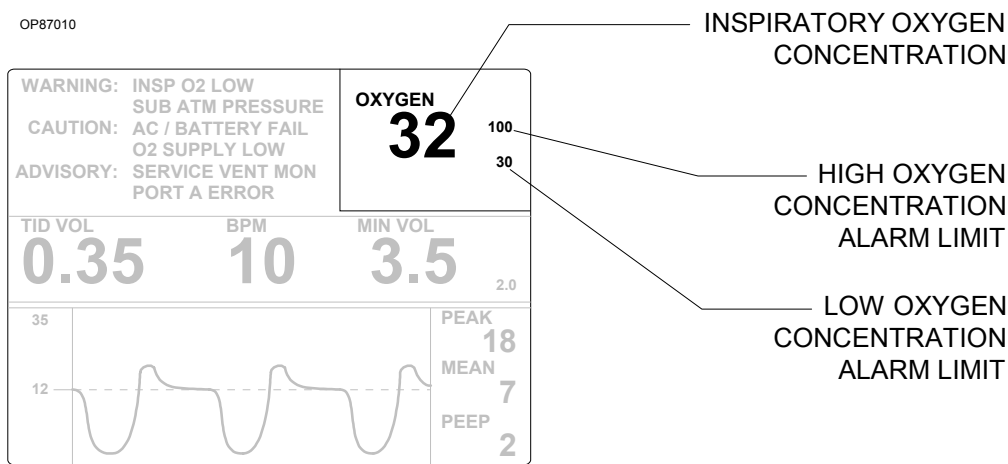 OP87010
INSPIRATORY OXYGEN
CONCENTRATION
WARNING: INSP O2 LOW
SUB ATM PRESSURE
CAUTION: AC / BATTERY FAIL
O2 SUPPLY LOW
ADVISORY: SERVICE VENT MON
PORT A ERROR
OXYGEN
32
100
30
HIGH OXYGEN
CONCENTRATION
ALARM LIMIT
TID VOL BPM MIN VOL
0.35 10 3.5 2.0
LOW OXYGEN
CONCENTRATION
ALARM LIMIT
35
12
PEAK
18
MEAN
7
PEEP
2